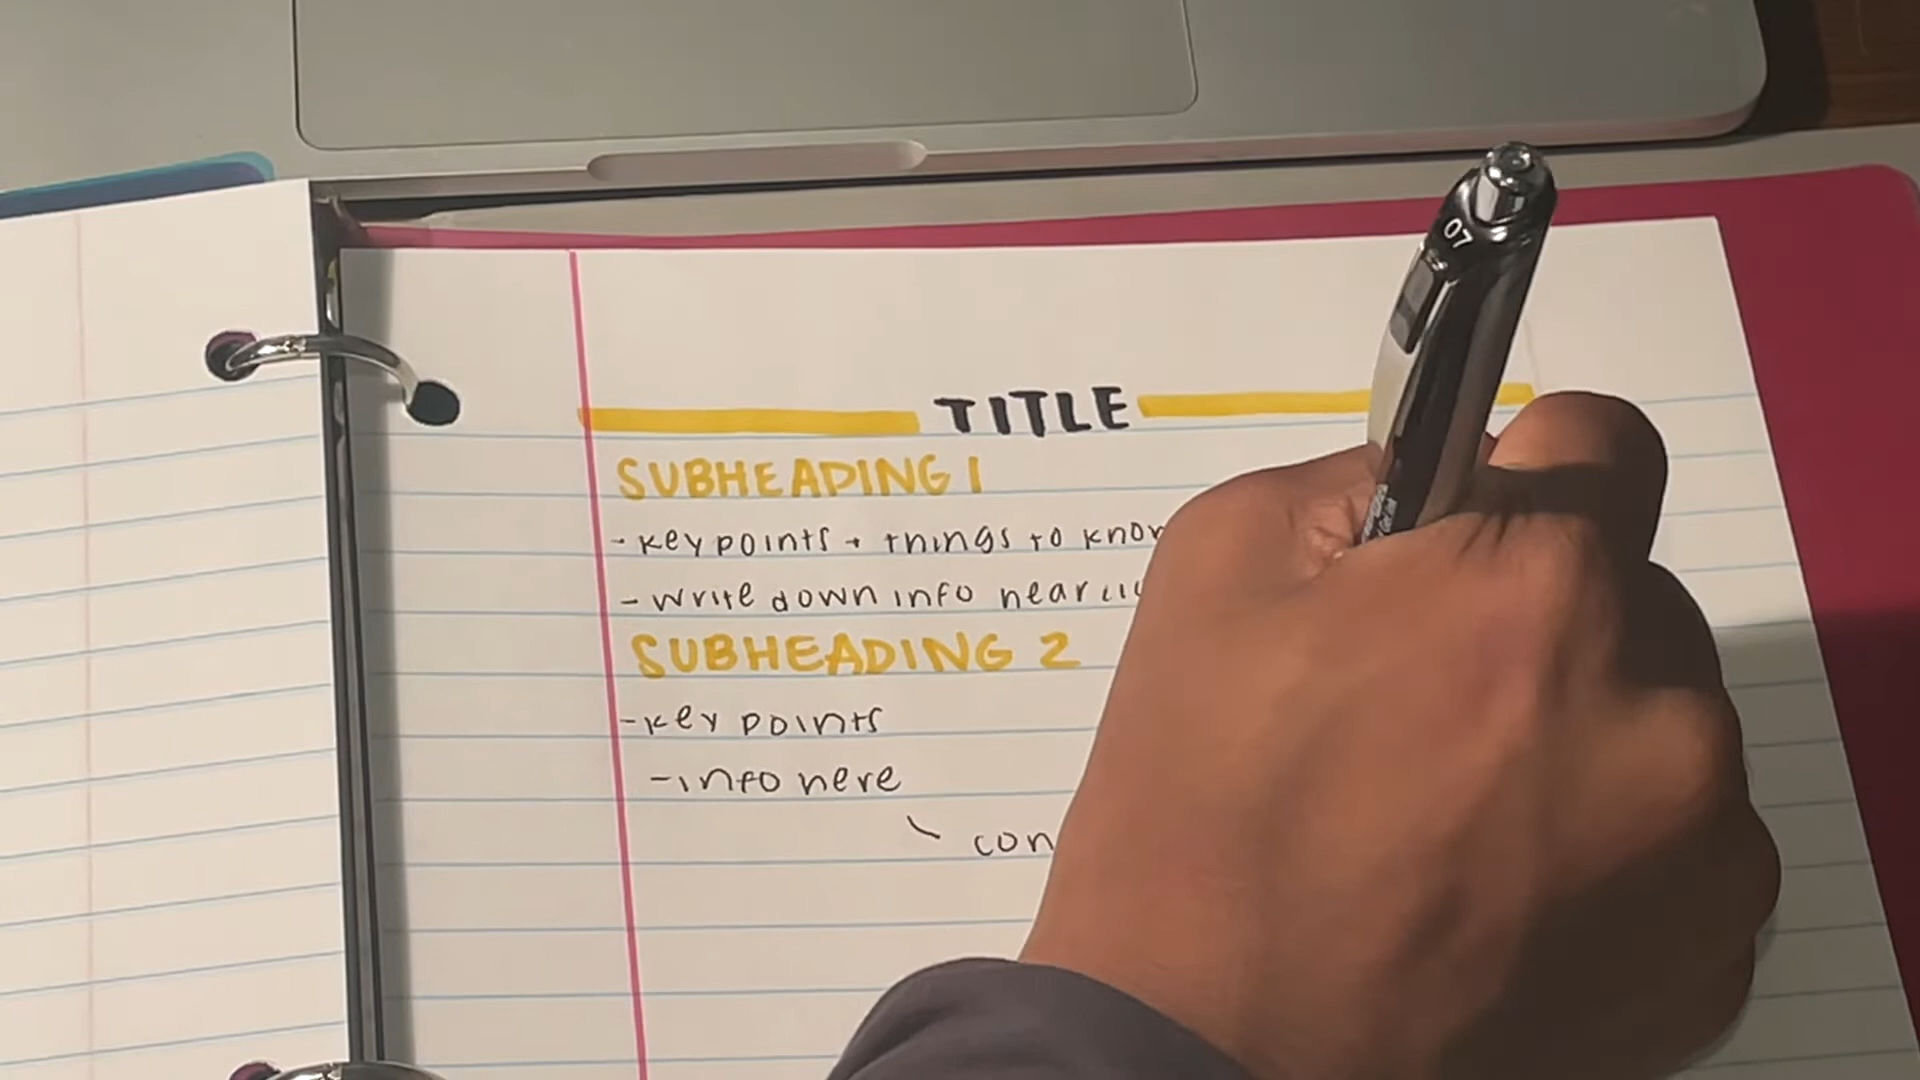 07
TITLE
SUBHEADING 1
- key points + things to know
- write down info near
SUBHEADING 2
- key points
- info here
con